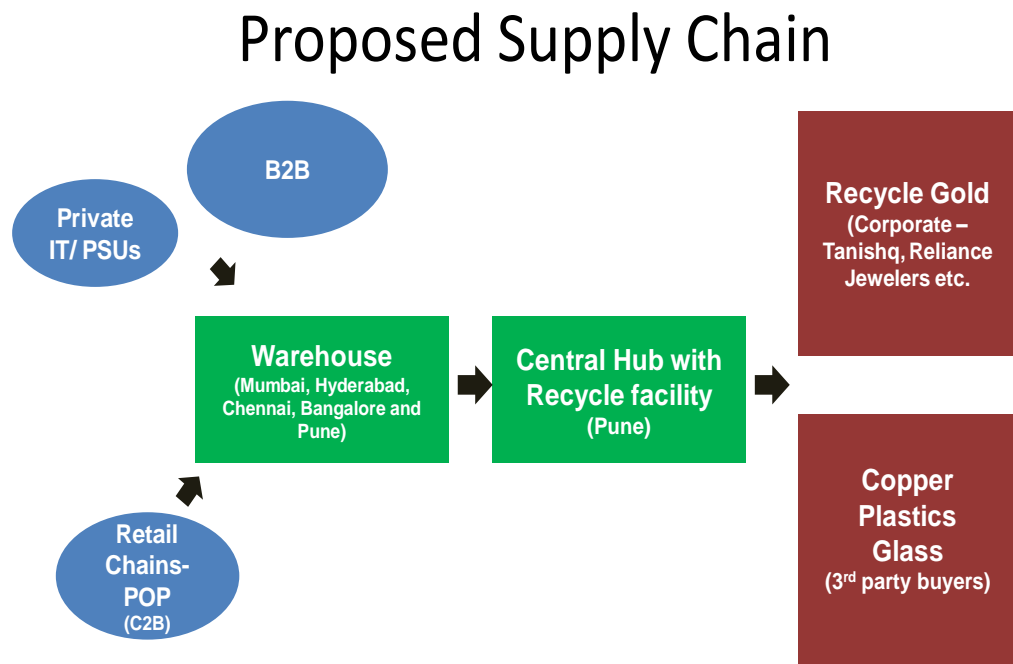 Proposed Supply Chain
B2B
Private
IT/ PSUs
Warehouse
(Mumbai, Hyderabad,
Chennai, Bangalore and
Pune)
Central Hub with
Recycle facility
(Pune)
Recycle Gold
(Corporate –
Tanishq, Reliance
Jewelers etc.
Retail
Chains-
POP
(C2B)
Copper
Plastics
Glass
(3rd party buyers)